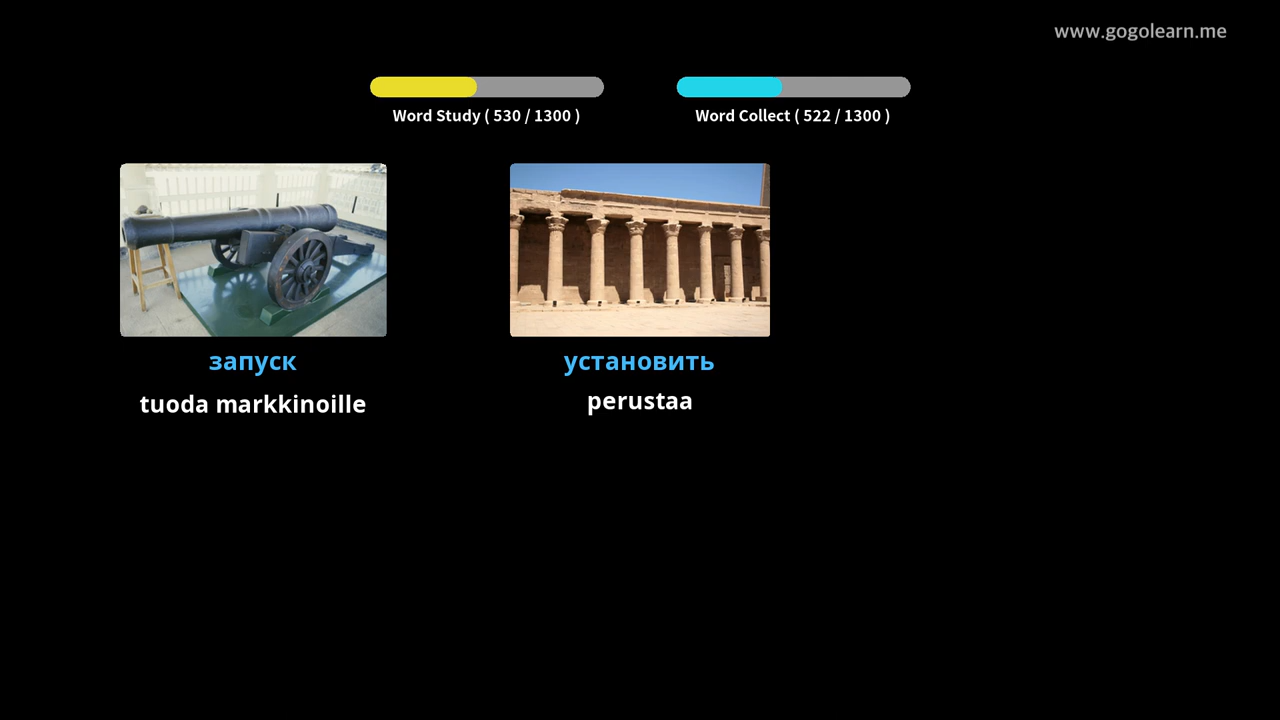 www.gogolearn.me
Word Study ( 530 / 1300 )
Word Collect ( 522 / 1300 )
запуск
установить
tuoda markkinoille
perustaa